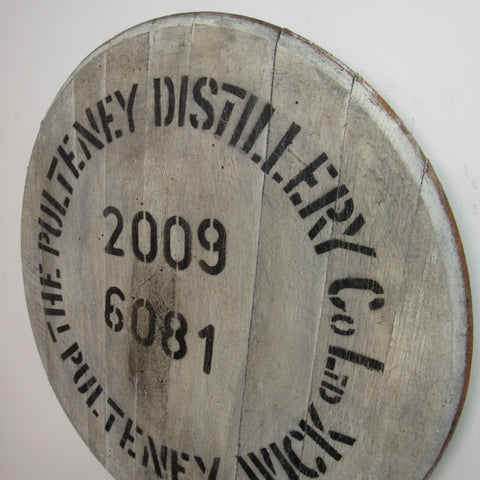 THE PULTENEY DISTILLERY Co LTD
2009
6081
PULTENEY WICK